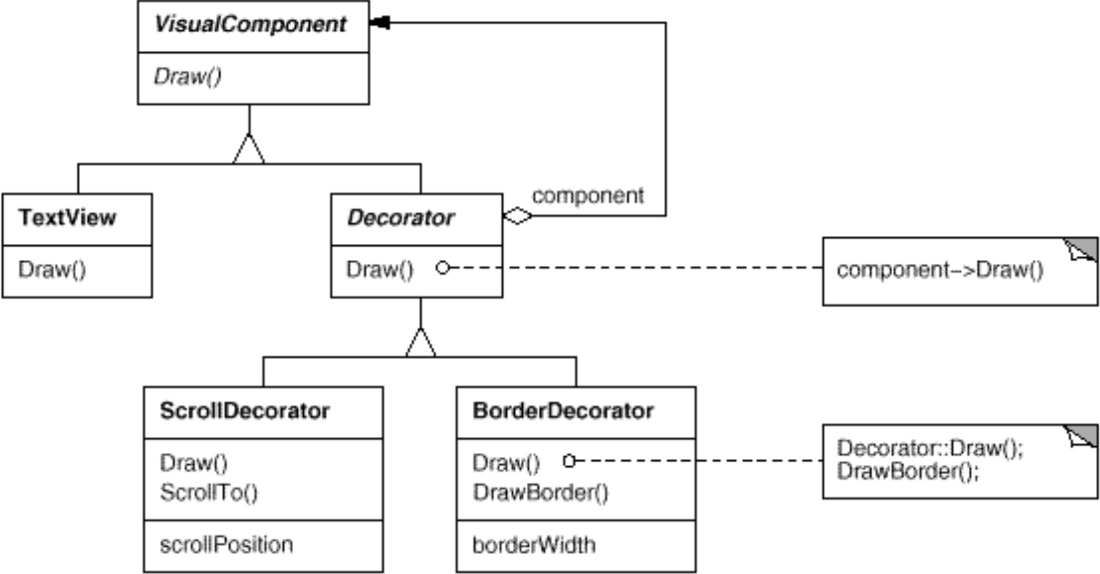 VisualComponent
Draw()
component
TextView
Draw()
Decorator
Draw()
component–>Draw()
ScrollDecorator
Draw()
ScrollTo()
scrollPosition
BorderDecorator
Draw()
DrawBorder()
borderWidth
Decorator::Draw();
DrawBorder();